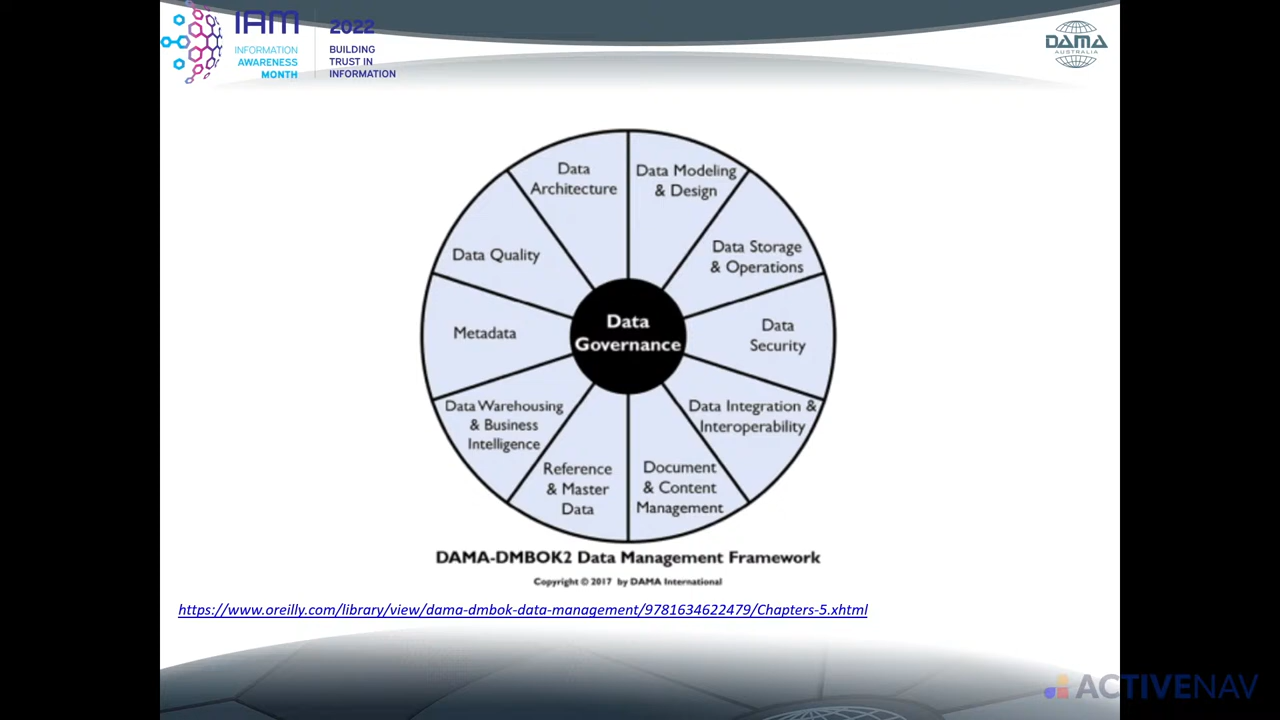 IAM
INFORMATION
AWARENESS
MONTH
2022
BUILDING
TRUST IN
INFORMATION
DAMA
AUSTRALIA
Data
Architecture
Data Modeling
& Design
Data Quality
Data Storage
& Operations
Metadata
Data
Governance
Data
Security
Data Warehousing
& Business
Intelligence
Data Integration &
Interoperability
Reference
& Master
Data
Document
& Content
Management
DAMA-DMBOK2 Data Management Framework
Copyright © 2017 by DAMA International
https://www.oreilly.com/library/view/dama-dmbok-data-management/9781634622479/Chapters-5.xhtml
ACTIVENAV